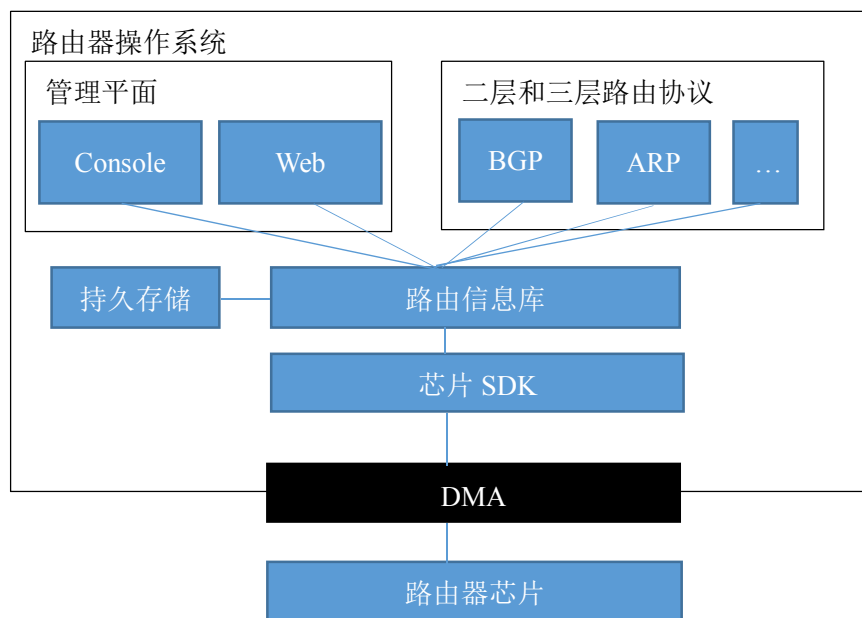 路由器操作系统
管理平面
二层和三层路由协议
Console
Web
BGP
ARP
…
持久存储
路由信息库
芯片 SDK
DMA
路由器芯片